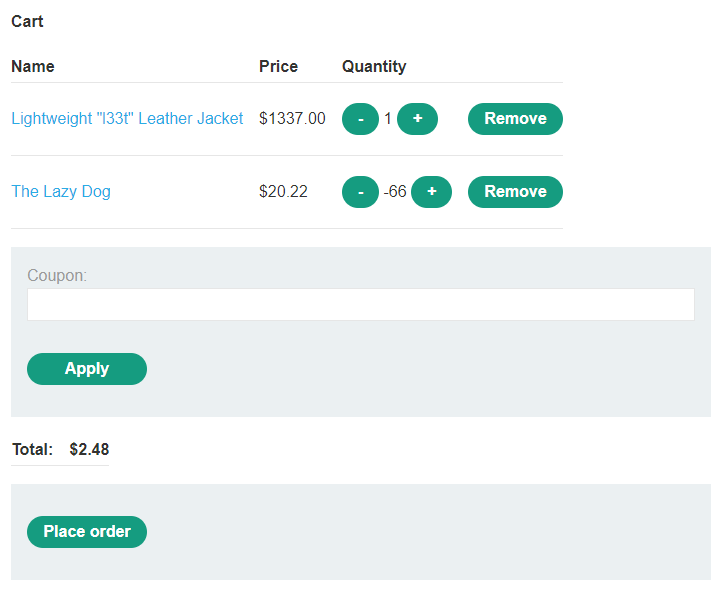 Cart
Name Price Quantity
Lightweight "l33t" Leather Jacket $1337.00 - 1 + Remove
The Lazy Dog $20.22 - -66 + Remove
Coupon:
Apply
Total: $2.48
Place order